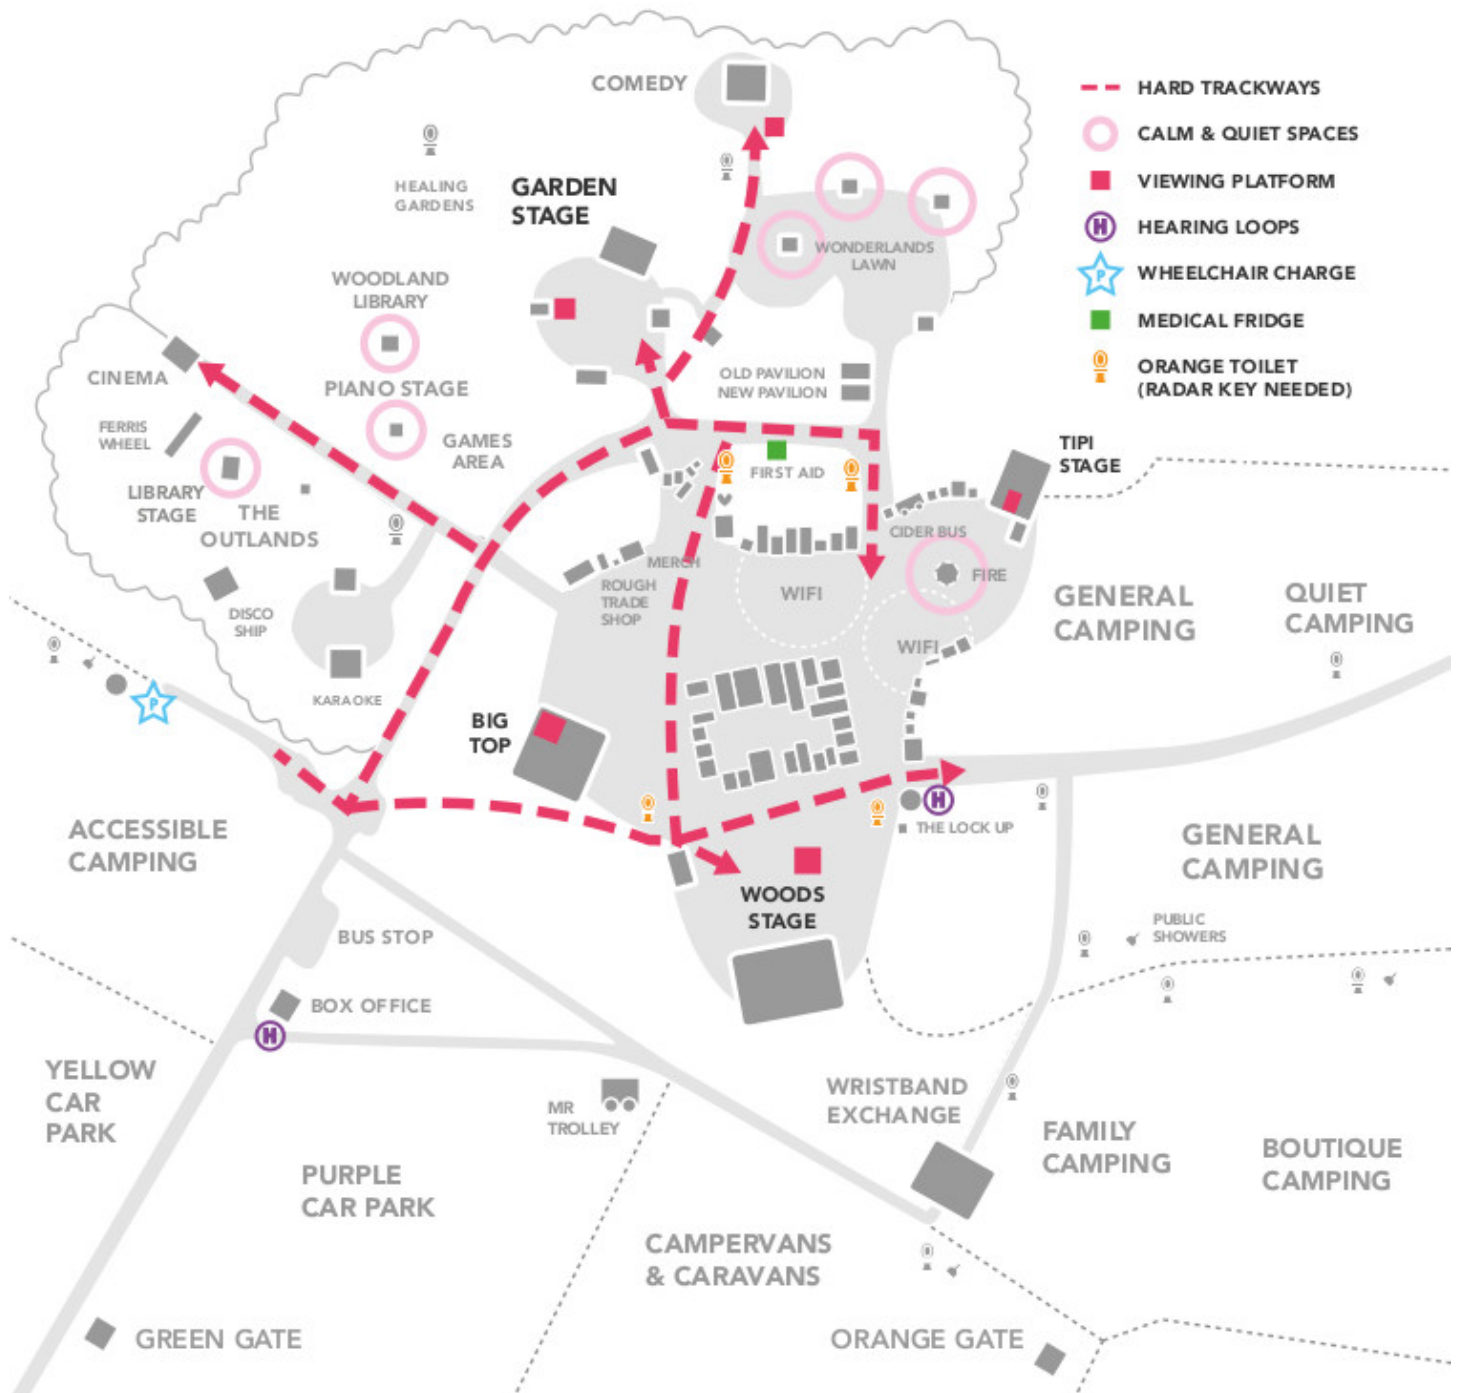 COMEDY
HARD TRACKWAYS
CALM & QUIET SPACES
VIEWING PLATFORM
H
HEARING LOOPS
P
WHEELCHAIR CHARGE
MEDICAL FRIDGE
ORANGE TOILET
(RADAR KEY NEEDED)
HEALING
GARDENS
GARDEN
STAGE
WONDERLANDS
LAWN
WOODLAND
LIBRARY
CINEMA
PIANO STAGE
OLD PAVILION
NEW PAVILION
FERRIS
WHEEL
GAMES
AREA
TIPI
STAGE
FIRST AID
LIBRARY
STAGE
THE
OUTLANDS
CIDER BUS
MERCH
ROUGH
TRADE
SHOP
WIFI
FIRE
GENERAL
CAMPING
QUIET
CAMPING
DISCO
SHIP
WIFI
KARAOKE
P
BIG
TOP
H
THE LOCK UP
ACCESSIBLE
CAMPING
GENERAL
CAMPING
WOODS
STAGE
BUS STOP
PUBLIC
SHOWERS
BOX OFFICE
H
YELLOW
CAR
PARK
MR
TROLLEY
WRISTBAND
EXCHANGE
FAMILY
CAMPING
BOUTIQUE
CAMPING
PURPLE
CAR PARK
CAMPERVANS
& CARAVANS
GREEN GATE
ORANGE GATE